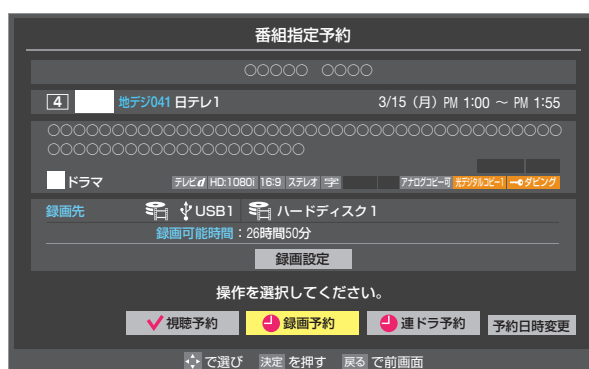 番組指定予約
○○○○○ ○○○○
4 地デジ041 日テレ1 3/15（月）PM 1:00 ～ PM 1:55
○○○○○○○○○○○○○○○○○○○○○○○○○○○○○○○○○○○○
○○○○○○○○○○○○○○○○○○
ドラマ テレビd HD:1080i 16:9 ステレオ 字 アナログコピー可 光デジタルコピー1 ダビング
録画先 USB1 ハードディスク1
録画可能時間：26時間50分
録画設定
操作を選択してください。
視聴予約 録画予約 連ドラ予約 予約日時変更
で選び 決定 を押す 戻る で前画面